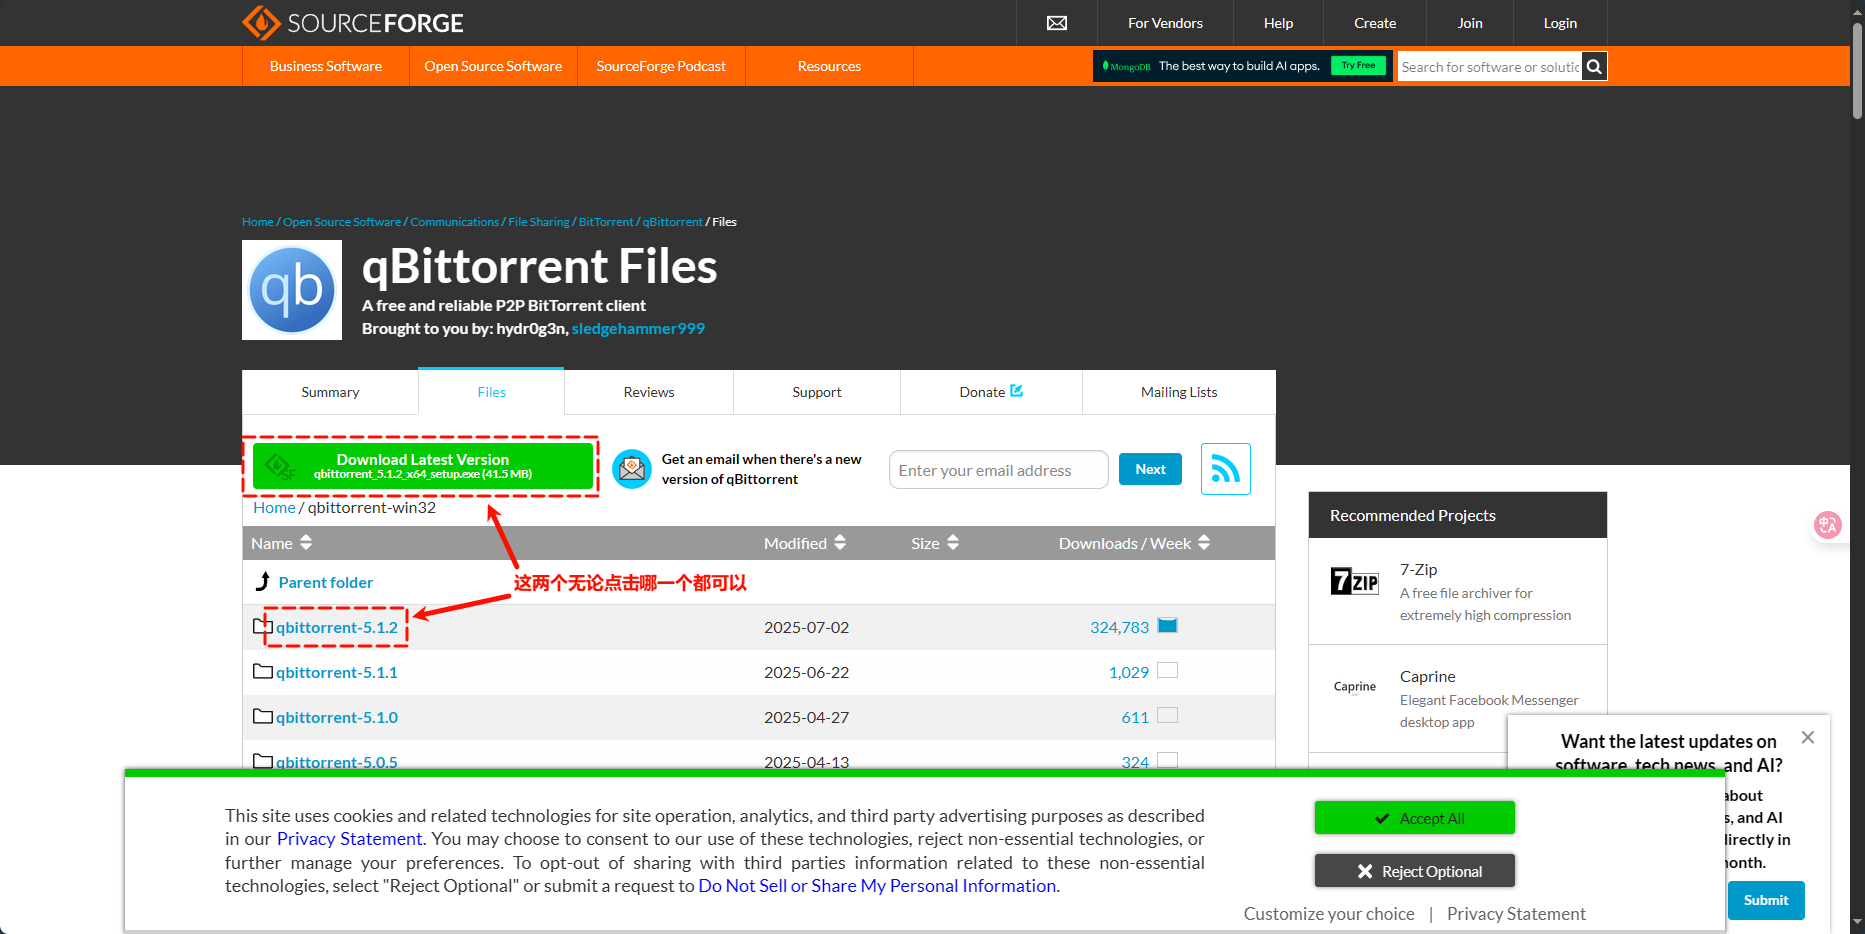 SOURCEFORGE
For Vendors
Help
Create
Join
Login
Business Software
Open Source Software
SourceForge Podcast
Resources
MongoDB. The best way to build AI apps. Try Free
Search for software or solutic
Home / Open Source Software / Communications / File Sharing / BitTorrent / qBittorrent / Files
qb
qBittorrent Files
A free and reliable P2P BitTorrent client
Brought to you by: hydr0g3n, sledgehammer999
Summary
Files
Reviews
Support
Donate
Mailing Lists
SF
Download Latest Version
qbittorrent_5.1.2_x64_setup.exe (41.5 MB)
Get an email when there's a new
version of qBittorrent
Enter your email address
Next
Home / qbittorrent-win32
Name Modified Size Downloads / Week
Parent folder
这两个无论点击哪一个都可以
qbittorrent-5.1.2 2025-07-02 324,783
qbittorrent-5.1.1 2025-06-22 1,029
qbittorrent-5.1.0 2025-04-27 611
qbittorrent-5.0.5 2025-04-13 324
Recommended Projects
7ZIP
7-Zip
A free file archiver for
extremely high compression
Caprine
Caprine
Elegant Facebook Messenger
desktop app
中A
Want the latest updates on
software, tech news, and AI?
about
s, and AI
directly in
month.
Submit
This site uses cookies and related technologies for site operation, analytics, and third party advertising purposes as described
in our Privacy Statement. You may choose to consent to our use of these technologies, reject non-essential technologies, or
further manage your preferences. To opt-out of sharing with third parties information related to these non-essential
technologies, select "Reject Optional" or submit a request to Do Not Sell or Share My Personal Information.
Accept All
Reject Optional
Customize your choice | Privacy Statement